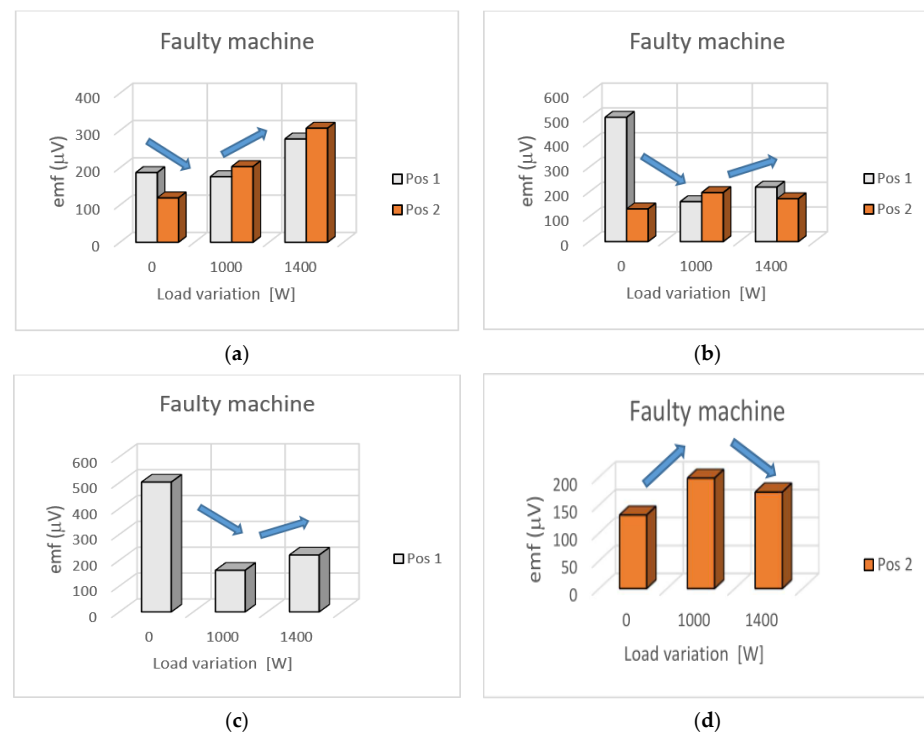 Faulty machine
400
300
200
100
0
emf (µV)
0 1000 1400
Load variation [W]
Pos 1
Pos 2
(a)
Faulty machine
600
500
400
300
200
100
0
emf (µV)
0 1000 1400
Load variation [W]
Pos 1
Pos 2
(b)
Faulty machine
600
500
400
300
200
100
0
emf (µV)
0 1000 1400
Load variation [W]
Pos 1
(c)
Faulty machine
200
150
100
50
0
emf (µV)
0 1000 1400
Load variation [W]
Pos 2
(d)